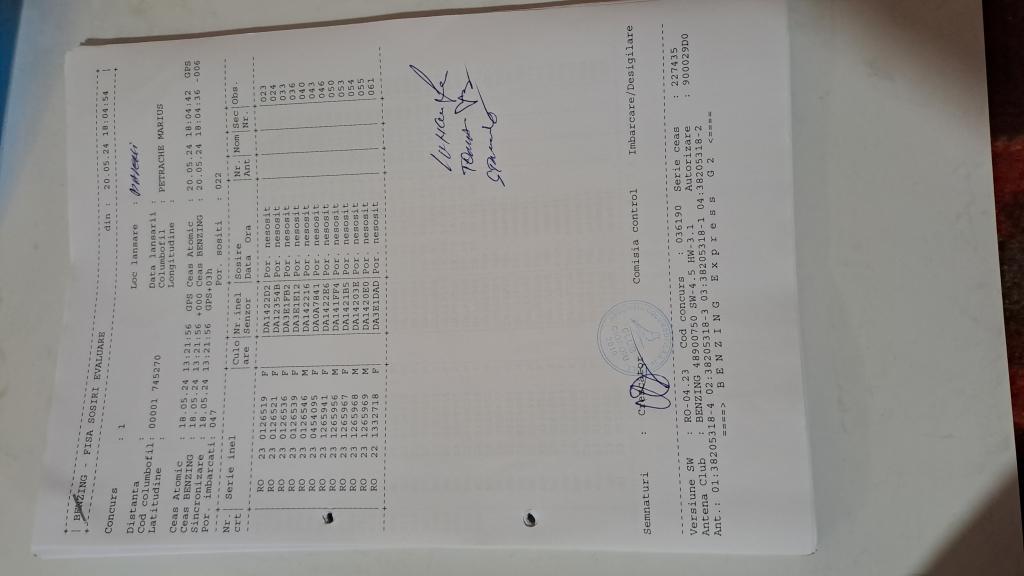 BENZING - FISA SOSIRI EVALUARE
Concurs : 1 din : 20.05.24 18:04:54
Distanta : Loc lansare :
Cod columbofil: 00001 745270 Data lansarii :
Latitudine : Columbofil : PETRACHE MARIUS
Longitudine :
Ceas Atomic : 18.05.24 13:21:56 GPS Ceas Atomic : 20.05.24 18:04:42 GPS
Ceas BENZING : 18.05.24 13:21:56 +000 Ceas BENZING : 20.05.24 18:04:36 -006
Sincronizare : 18.05.24 13:21:56 GPS+03h
Por. imbarcati: 047 Por. sositi : 022
Nr. | Serie inel |Culo|Nr inel |Sosire |Nr. |Nom|Sec|Obs.
crt| |are |Senzor |Data Ora |Ant | |Nr.|
RO 23 0126519 F |DA1422D2| Por. nesosit 023
RO 23 0126521 F |DA12354B| Por. nesosit 024
RO 23 0126536 F |DA3E1FB2| Por. nesosit 033
RO 23 0126539 F |DA3E1E12| Por. nesosit 036
RO 23 0126546 M |DA142216| Por. nesosit 040
RO 23 0454095 F |DA0A7841| Por. nesosit 043
RO 23 1265941 F |DA1422E6| Por. nesosit 046
RO 23 1265956 M |DA141FF4| Por. nesosit 050
RO 23 1265967 F |DA1421B5| Por. nesosit 053
RO 23 1265968 M |DA14203E| Por. nesosit 054
RO 23 1265969 M |DA1420E0| Por. nesosit 055
RO 22 1332718 F |DA3E1DAD| Por. nesosit 061
Semnaturi : Crescator Comisia control Imbarcare/Desigilare
Versiune SW : RO-04.23 Cod concurs : 036190 Serie ceas : 227435
Antena Club : BENZING 48900750 SW-4.5 HW-3.1 Autorizare : 900029D0
Ant.: 01:38205318-4 02:38205318-3 03:38205318-1 04:38205318-2
====> B E N Z I N G E x p r e s s G 2 <====